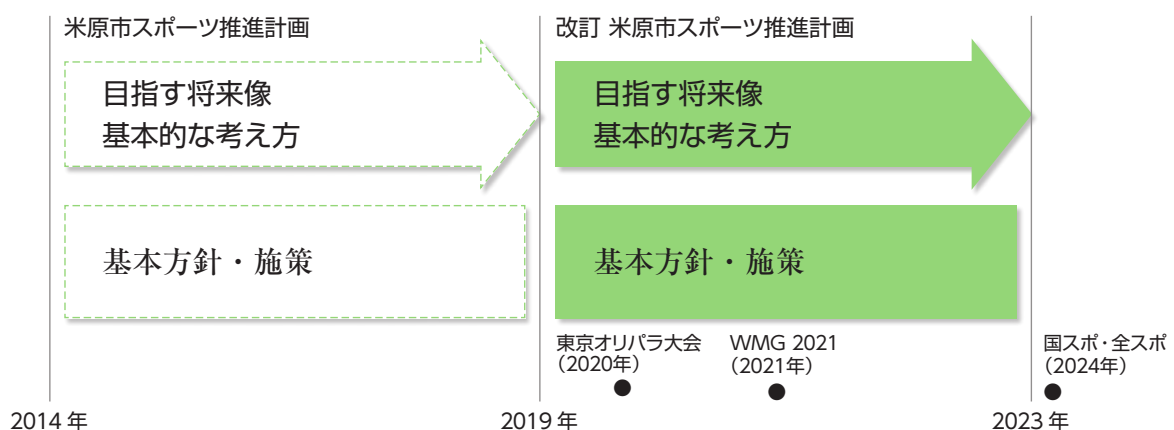 米原市スポーツ推進計画
目指す将来像
基本的な考え方
基本方針・施策
改訂 米原市スポーツ推進計画
目指す将来像
基本的な考え方
基本方針・施策
東京オリパラ大会
（2020年）
WMG 2021
（2021年）
国スポ・全スポ
（2024年）
2014 年
2019 年
2023 年